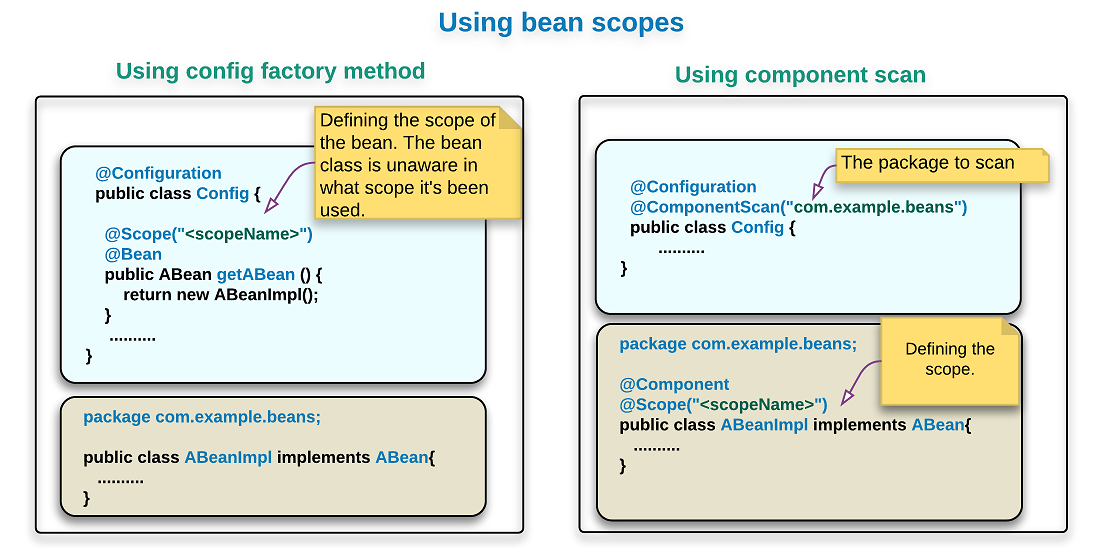 Using bean scopes
Using config factory method
Defining the scope of
the bean. The bean
class is unaware in
what scope it's been
used.
@Configuration
public class Config {
@Scope("<scopeName>")
@Bean
public ABean getABean () {
return new ABeanImpl();
}
..........
}
package com.example.beans;
public class ABeanImpl implements ABean{
..........
}
Using component scan
The package to scan
@Configuration
@ComponentScan("com.example.beans")
public class Config {
..........
}
Defining the
scope.
package com.example.beans;
@Component
@Scope("<scopeName>")
public class ABeanImpl implements ABean{
..........
}